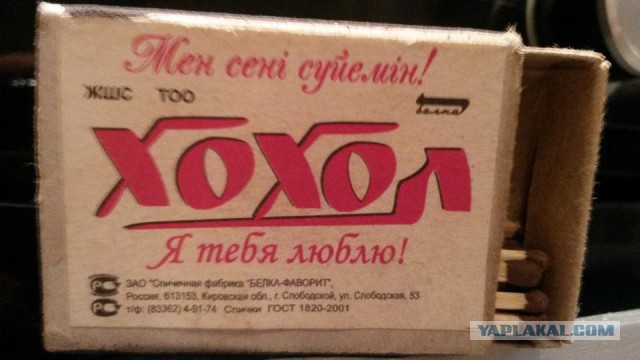 Мен сені сүйемін!
ЖШС ТОО
белка
ХОХОЛ
Я тебя люблю!
ЗАО "Спичечная фабрика "БЕЛКА-ФАВОРИТ",
Россия, 613153, Кировская обл., г. Слободской, ул. Слободская, 53
т/ф: (83362) 4-91-74 Спички ГОСТ 1820-2001
YAPLAKAL.COM